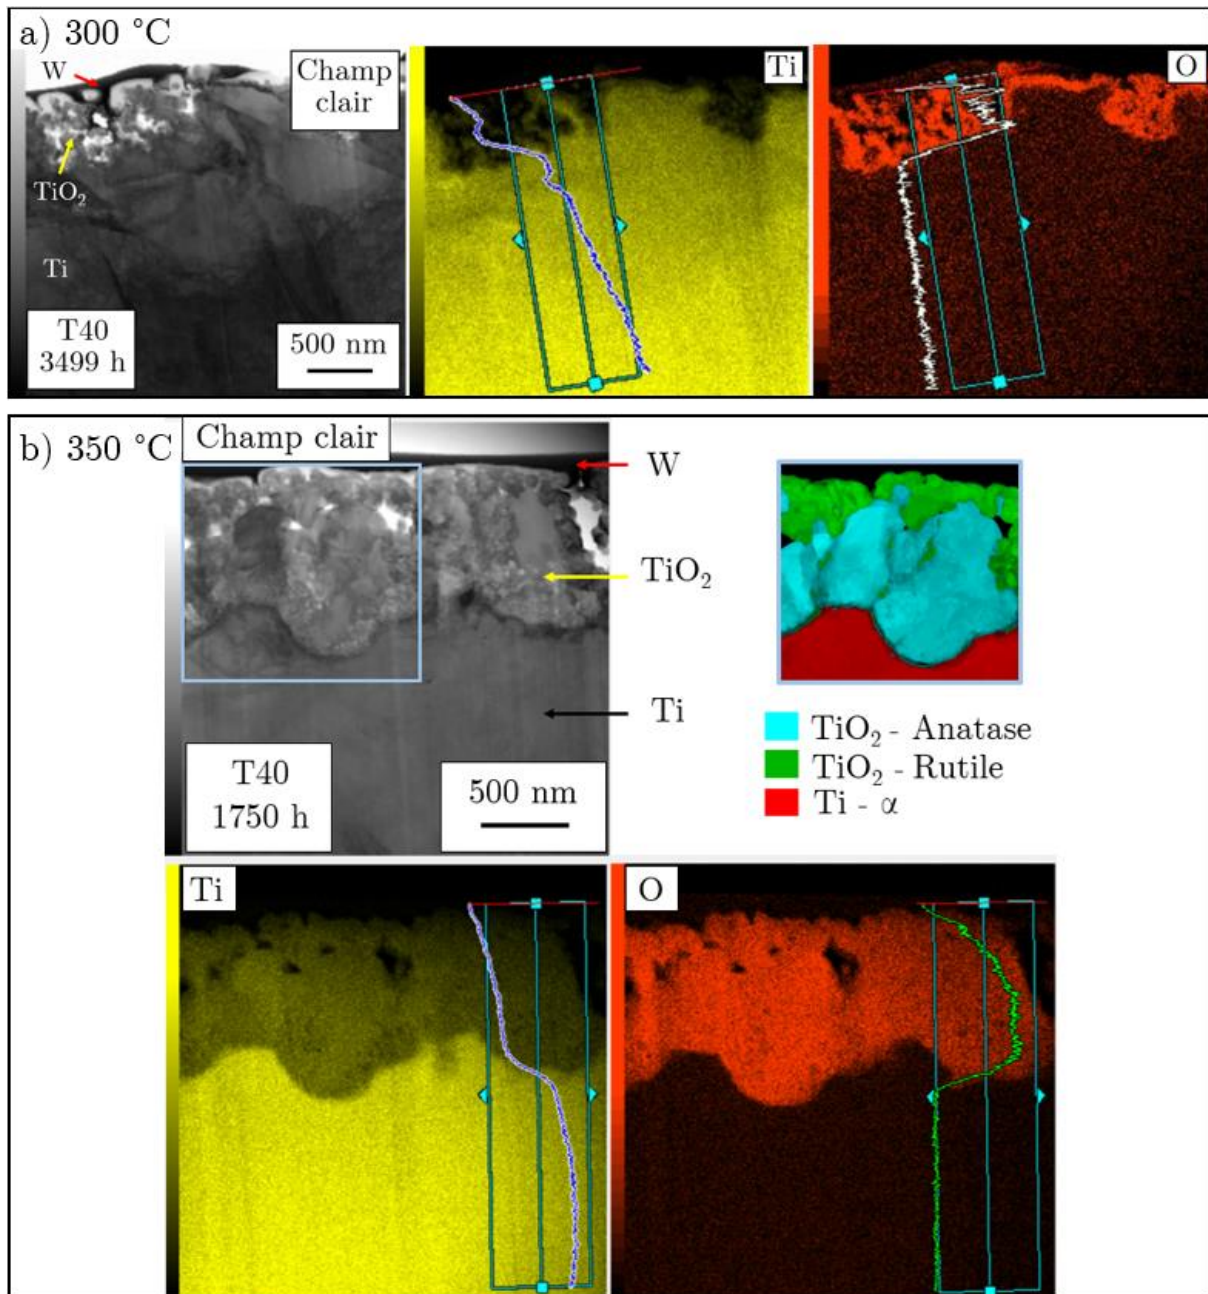 a) 300 °C
W
Champ
clair
TiO₂
Ti
T40
3499 h
500 nm
Ti
O
b) 350 °C
Champ clair
W
TiO₂
Ti
T40
1750 h
500 nm
TiO₂ - Anatase
TiO₂ - Rutile
Ti - α
Ti
O